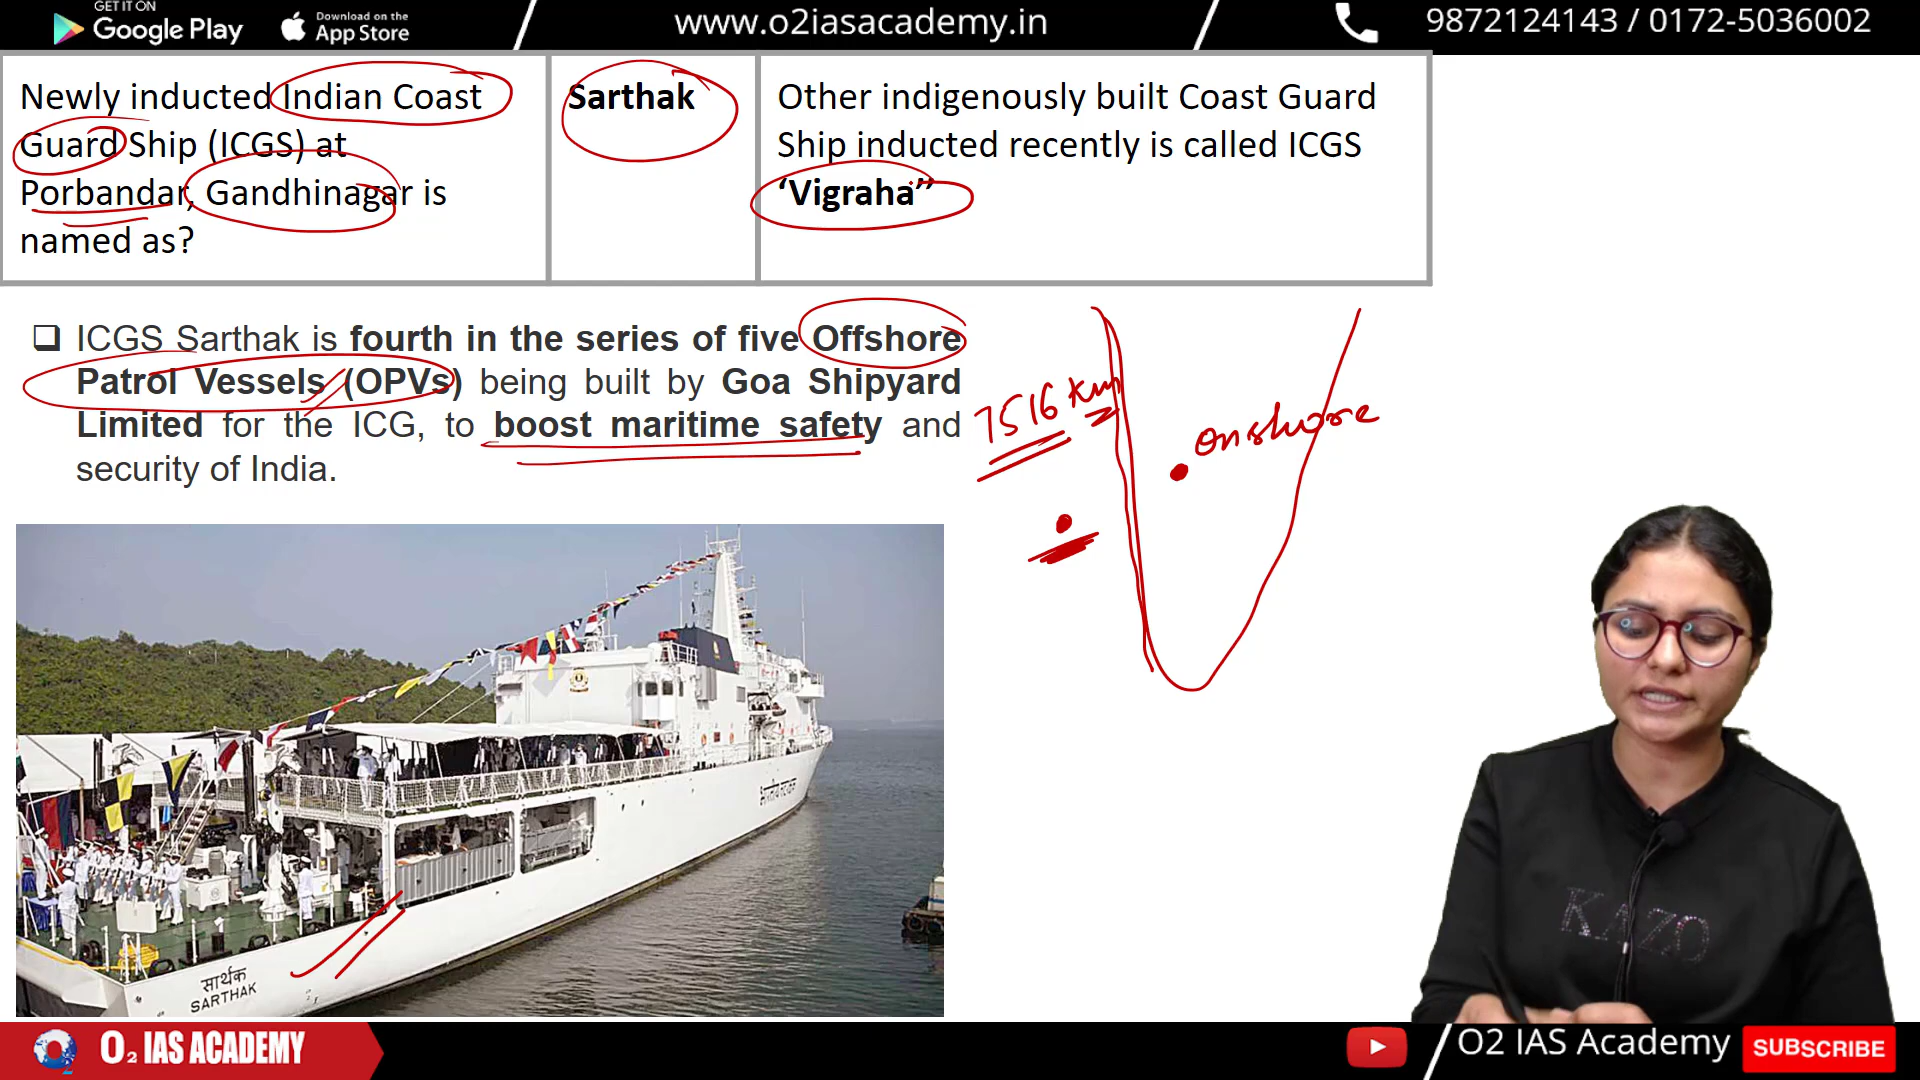 GET IT ON
Google Play
Download on the
App Store
www.o2iasacademy.in
9872124143 / 0172-5036002
Newly inducted Indian Coast
Guard Ship (ICGS) at
Porbandar, Gandhinagar is
named as?
Sarthak
Other indigenously built Coast Guard
Ship inducted recently is called ICGS
‘Vigraha”
❑ ICGS Sarthak is fourth in the series of five Offshore
Patrol Vessels (OPVs) being built by Goa Shipyard
Limited for the ICG, to boost maritime safety and
security of India.
7516 km
onshore
सार्थक
SARTHAK
KAZO
O2 IAS ACADEMY
O2 IAS Academy
SUBSCRIBE